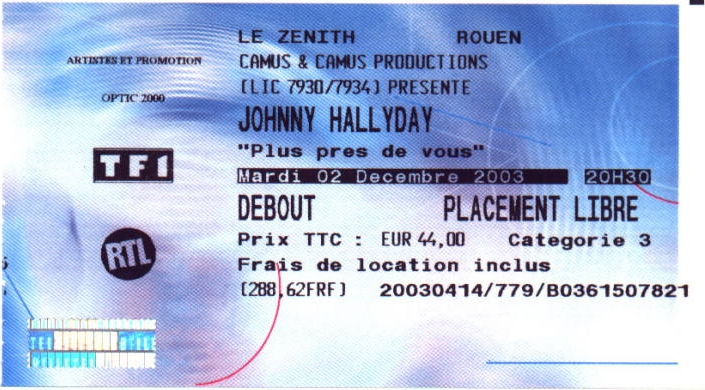 LE ZENITH ROUEN
ARTISTES ET PROMOTION
CAMUS & CAMUS PRODUCTIONS
(LIC 7930/7934) PRESENTE
OPTIC 2000
JOHNNY HALLYDAY
"Plus pres de vous"
TF1
Mardi 02 Decembre 2003 20H30
DEBOUT PLACEMENT LIBRE
Prix TTC : EUR 44,00 Categorie 3
RTL
Frais de location inclus
(288,62FRF) 20030414/779/B0361507821